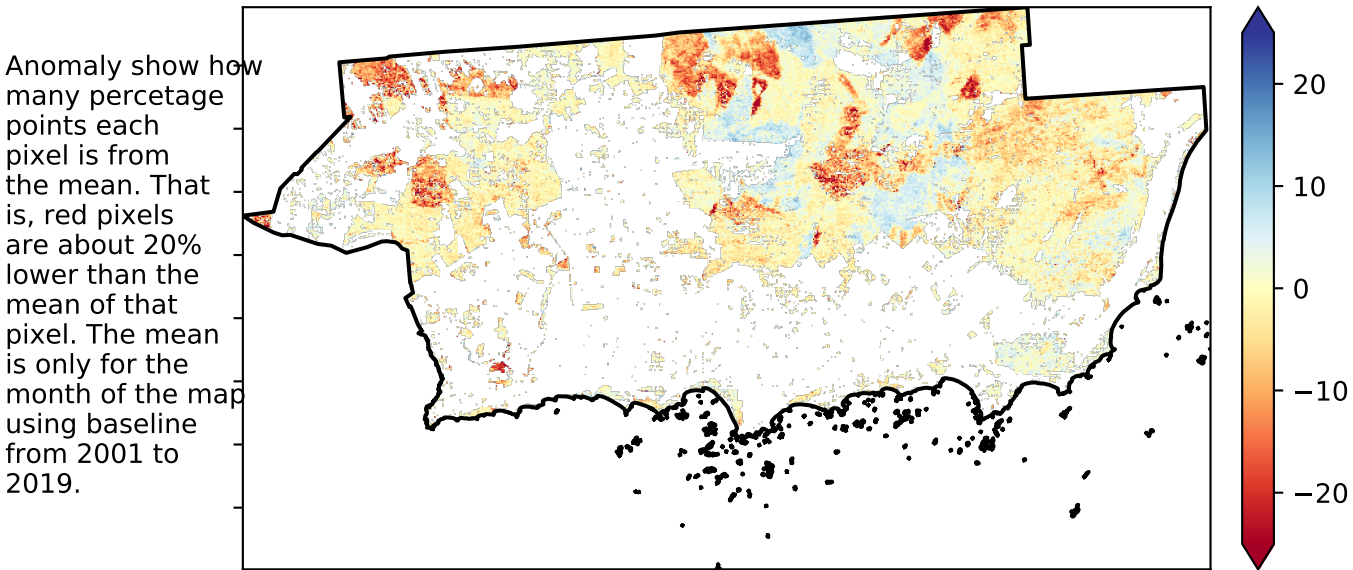 Anomaly show how
many percetage
points each
pixel is from
the mean. That
is, red pixels
are about 20%
lower than the
mean of that
pixel. The mean
is only for the
month of the map
using baseline
from 2001 to
2019.
20
10
0
−10
−20